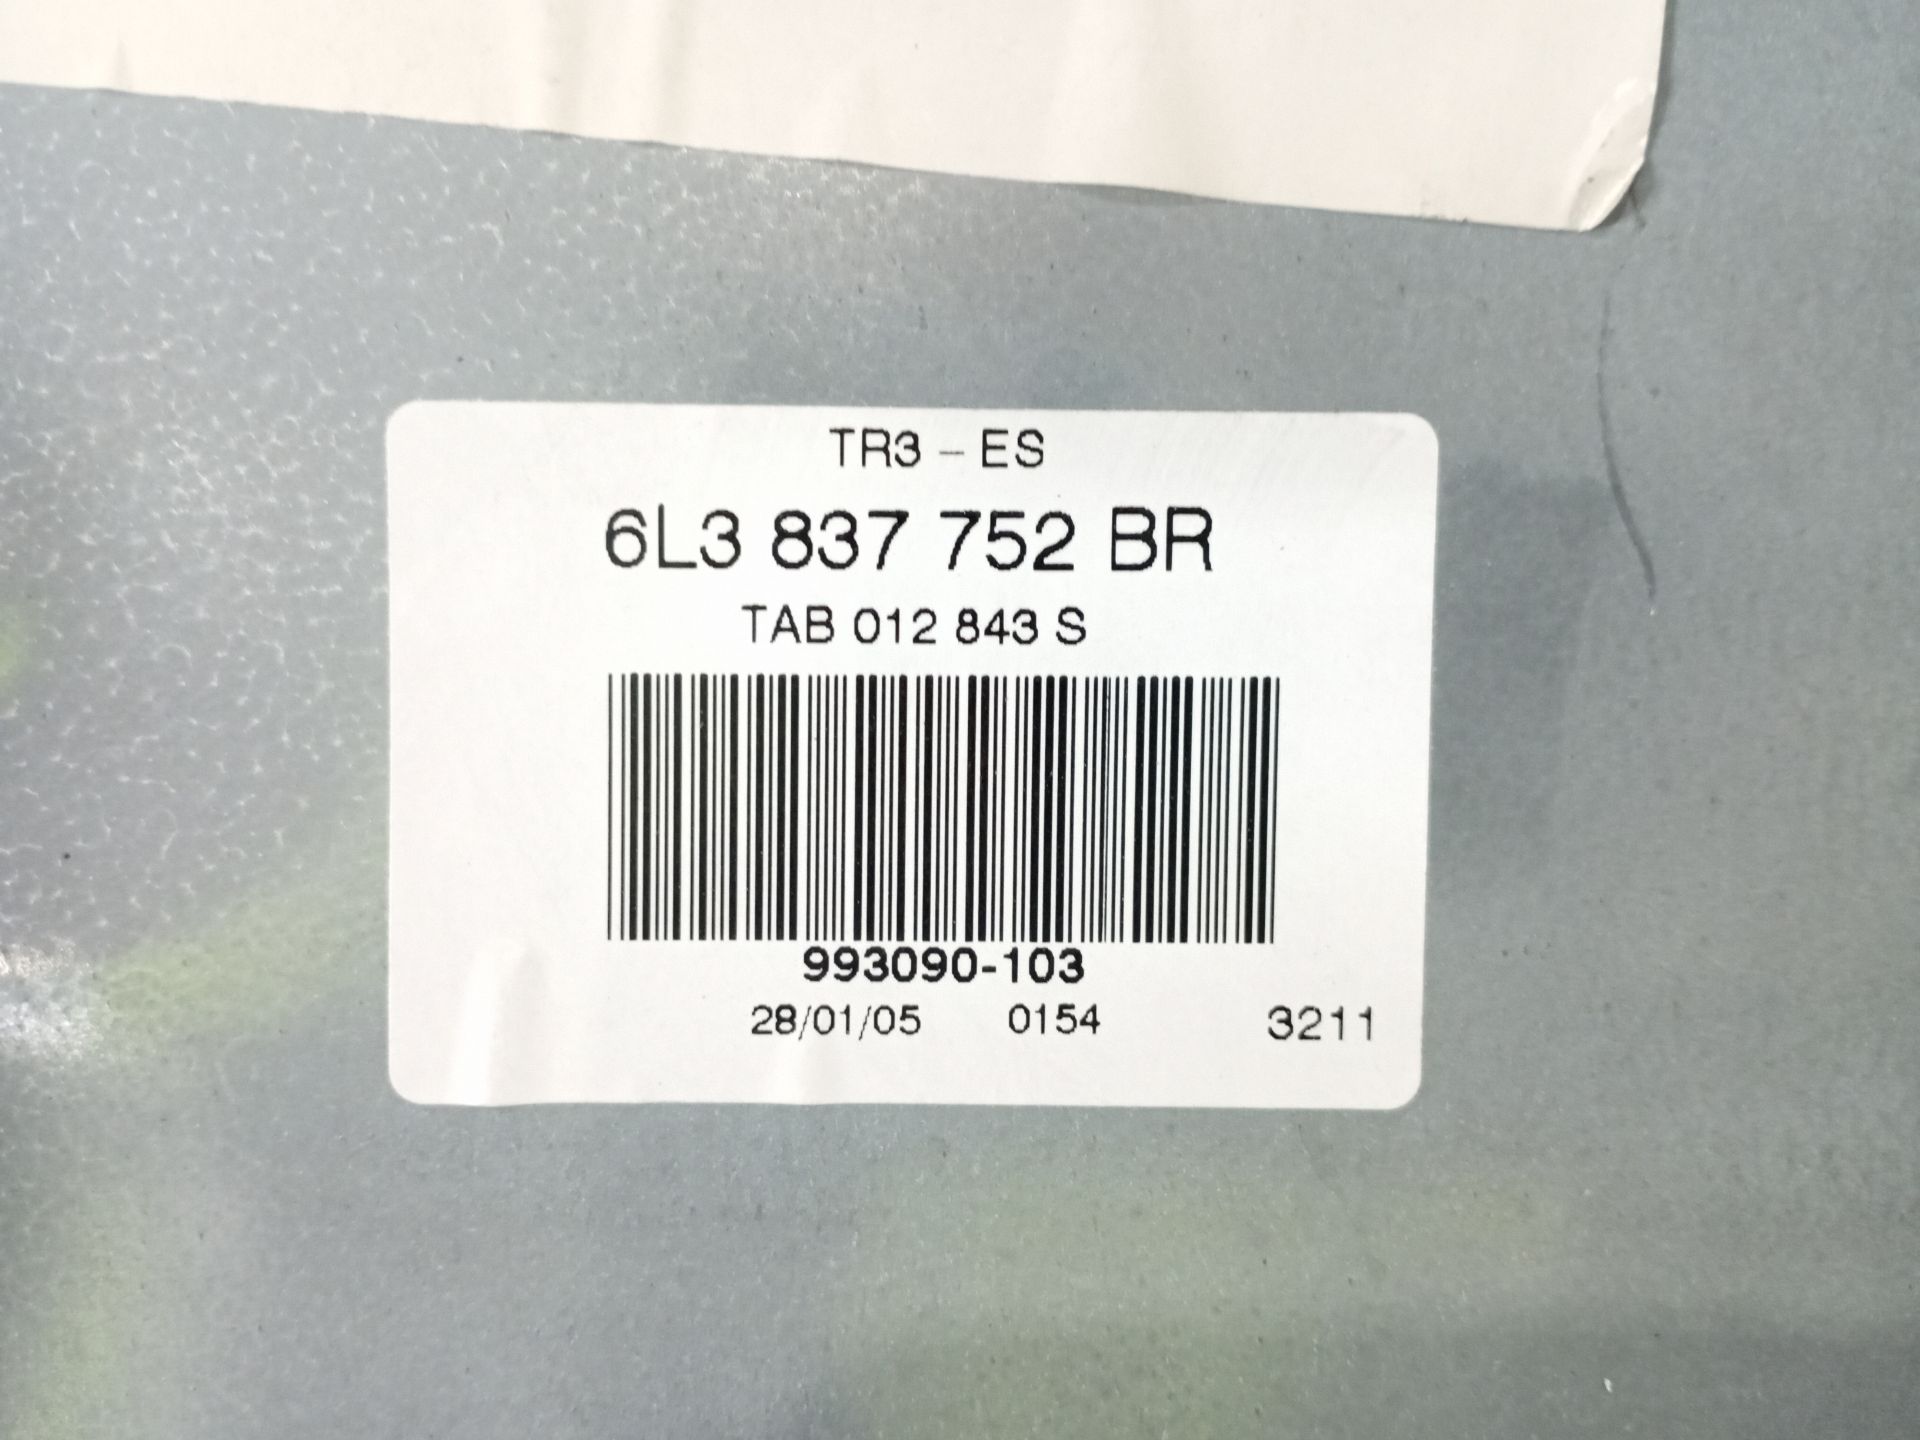 TR3 – ES
6L3 837 752 BR
TAB 012 843 S
993090-103
28/01/05 0154 3211